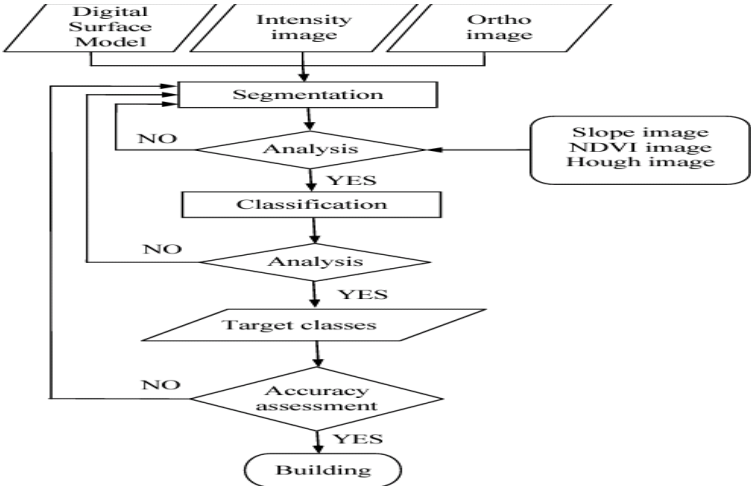 Digital
Surface
Model
Intensity
image
Ortho
image
Segmentation
NO
Analysis
Slope image
NDVI image
Hough image
YES
Classification
NO
Analysis
YES
Target classes
NO
Accuracy
assessment
YES
Building